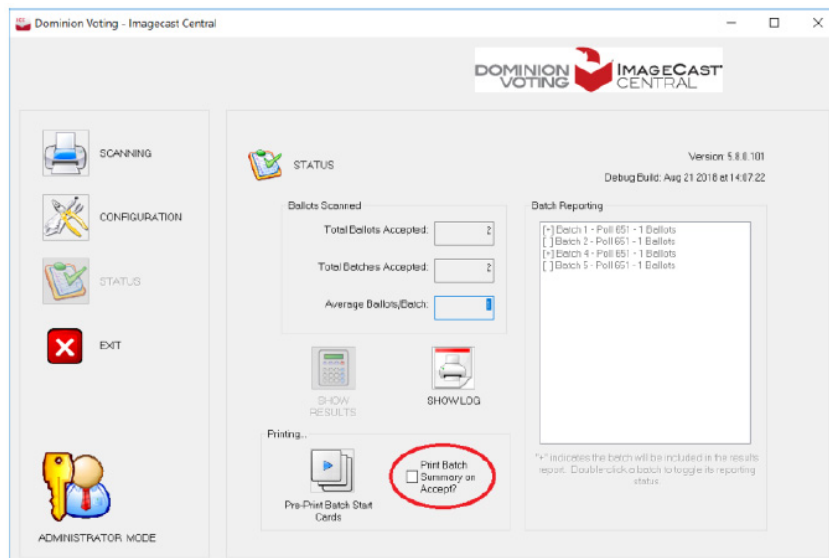 Dominion Voting - Imagecast Central
DOMINION VOTING IMAGECAST CENTRAL
SCANNING
CONFIGURATION
STATUS
EXIT
ADMINISTRATOR MODE
STATUS
Version: 5.8.0.101
Debug Build: Aug 21 2018 at 14:07:22
Ballots Scanned
Total Ballots Accepted: 2
Total Batches Accepted: 2
Average Ballots/Batch: 1
SHOW
RESULTS
SHOW LOG
Printing...
Pre-Print Batch Start
Cards
Print Batch
Summary on
Accept?
Batch Reporting
[+] Batch 1 - Poll 651 - 1 Ballots
[ ] Batch 2 - Poll 651 - 1 Ballots
[+] Batch 4 - Poll 651 - 1 Ballots
[ ] Batch 5 - Poll 651 - 1 Ballots
"+" indicates the batch will be included in the results
report. Double-click a batch to toggle its reporting
status.